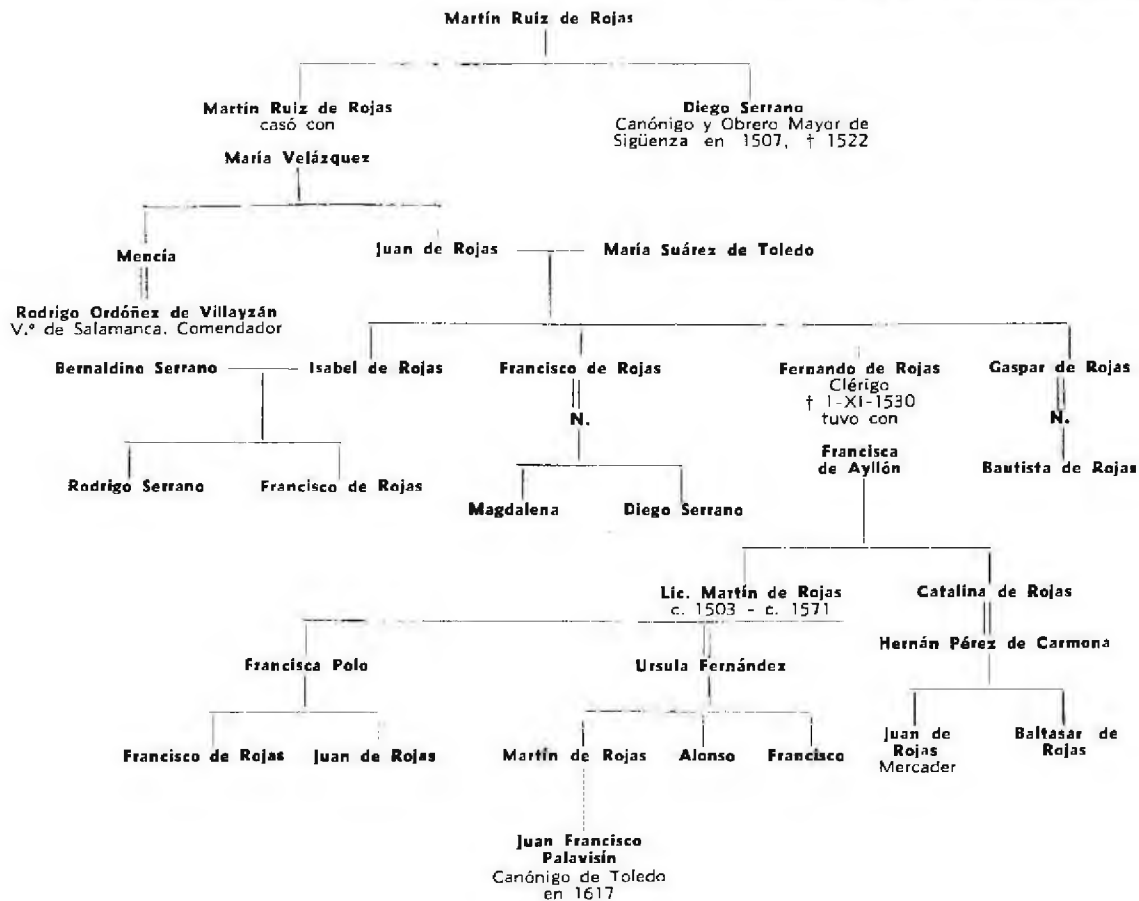 Martín Ruiz de Rojas
Martín Ruiz de Rojas
casó con
María Velázquez
Diego Serrano
Canónigo y Obrero Mayor de
Sigüenza en 1507, † 1522
Mencía
Rodrigo Ordóñez de Villayzán
V.º de Salamanca. Comendador
Juan de Rojas
María Suárez de Toledo
Bernaldino Serrano
Isabel de Rojas
Francisco de Rojas
N.
Fernando de Rojas
Clérigo
† 1-XI-1530
tuvo con
Francisca
de Ayllón
Gaspar de Rojas
N.
Bautista de Rojas
Rodrigo Serrano
Francisco de Rojas
Magdalena
Diego Serrano
Lic. Martín de Rojas
c. 1503 - c. 1571
Catalina de Rojas
Hernán Pérez de Carmona
Francisca Polo
Ursula Fernández
Francisco de Rojas
Juan de Rojas
Martín de Rojas
Alonso
Francisco
Juan de
Rojas
Mercader
Baltasar de
Rojas
Juan Francisco
Palavisín
Canónigo de Toledo
en 1617